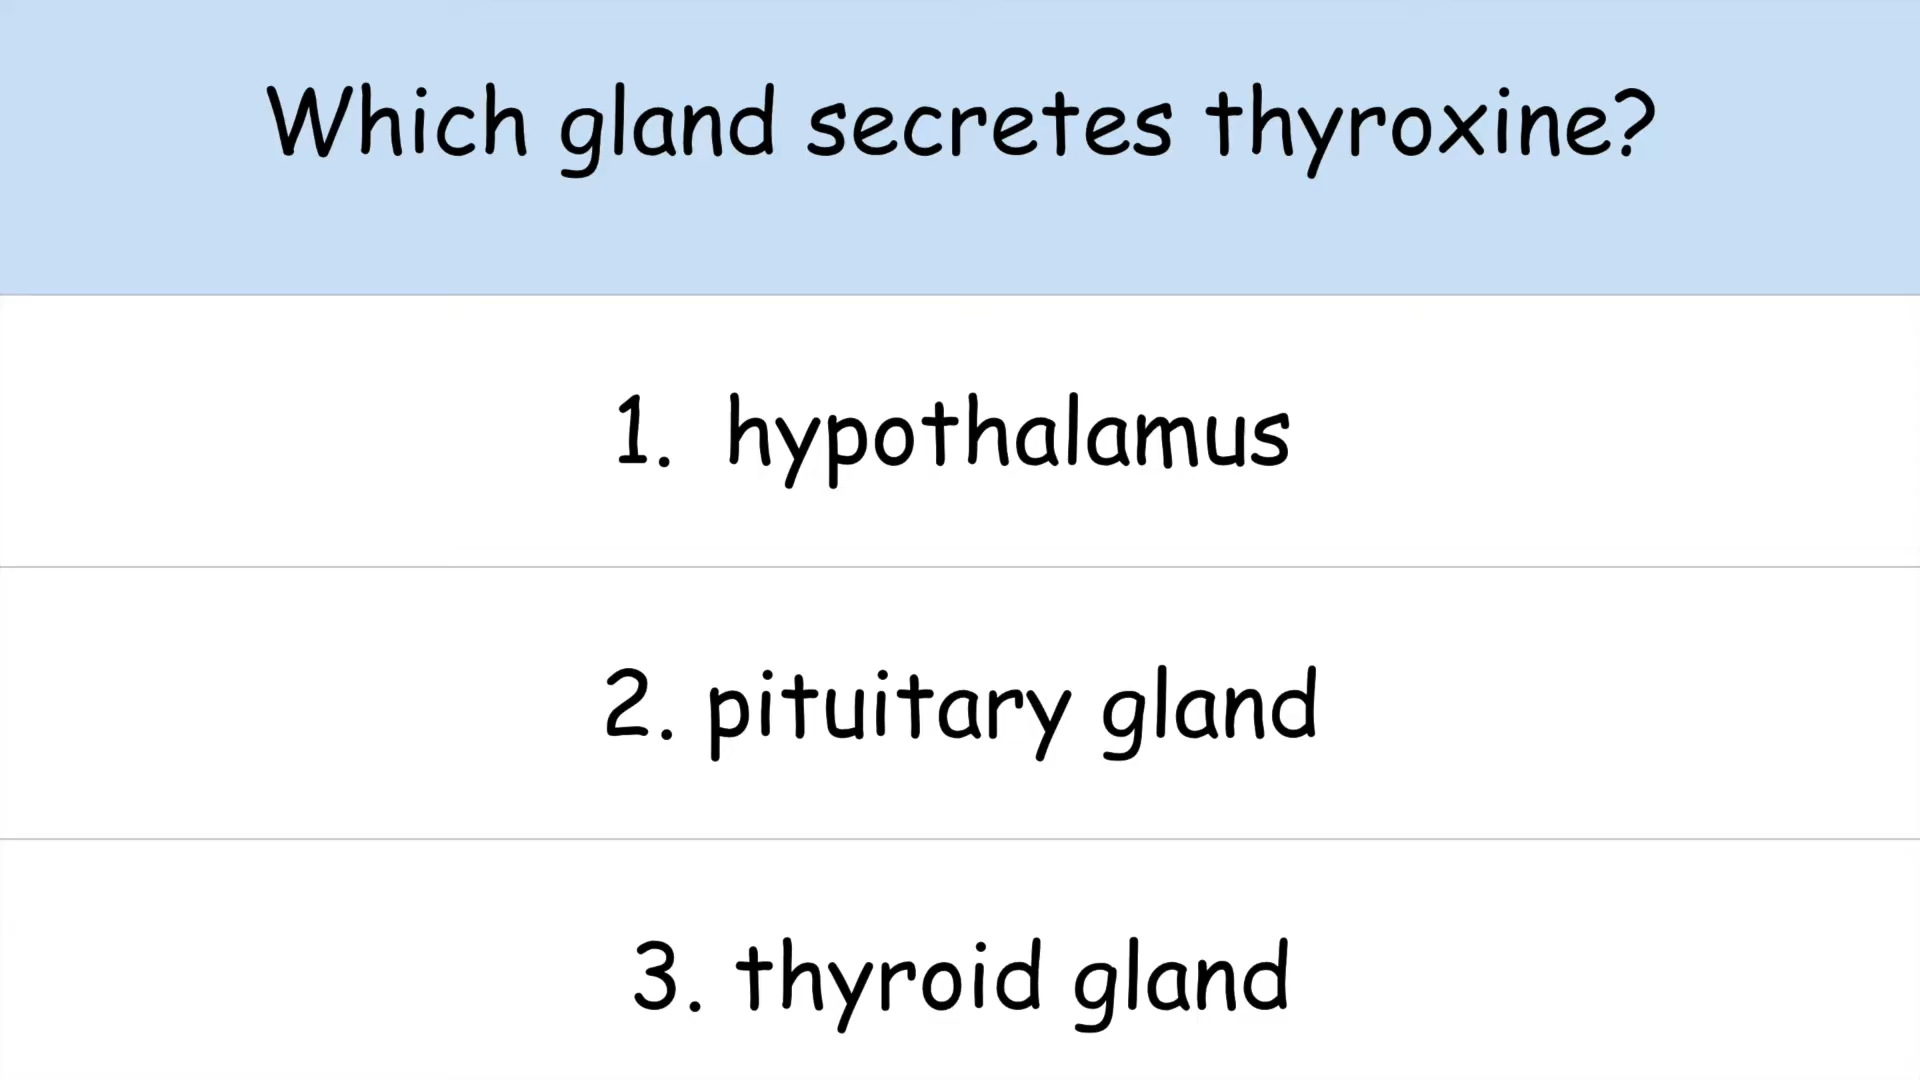 Which gland secretes thyroxine?
1. hypothalamus
2. pituitary gland
3. thyroid gland